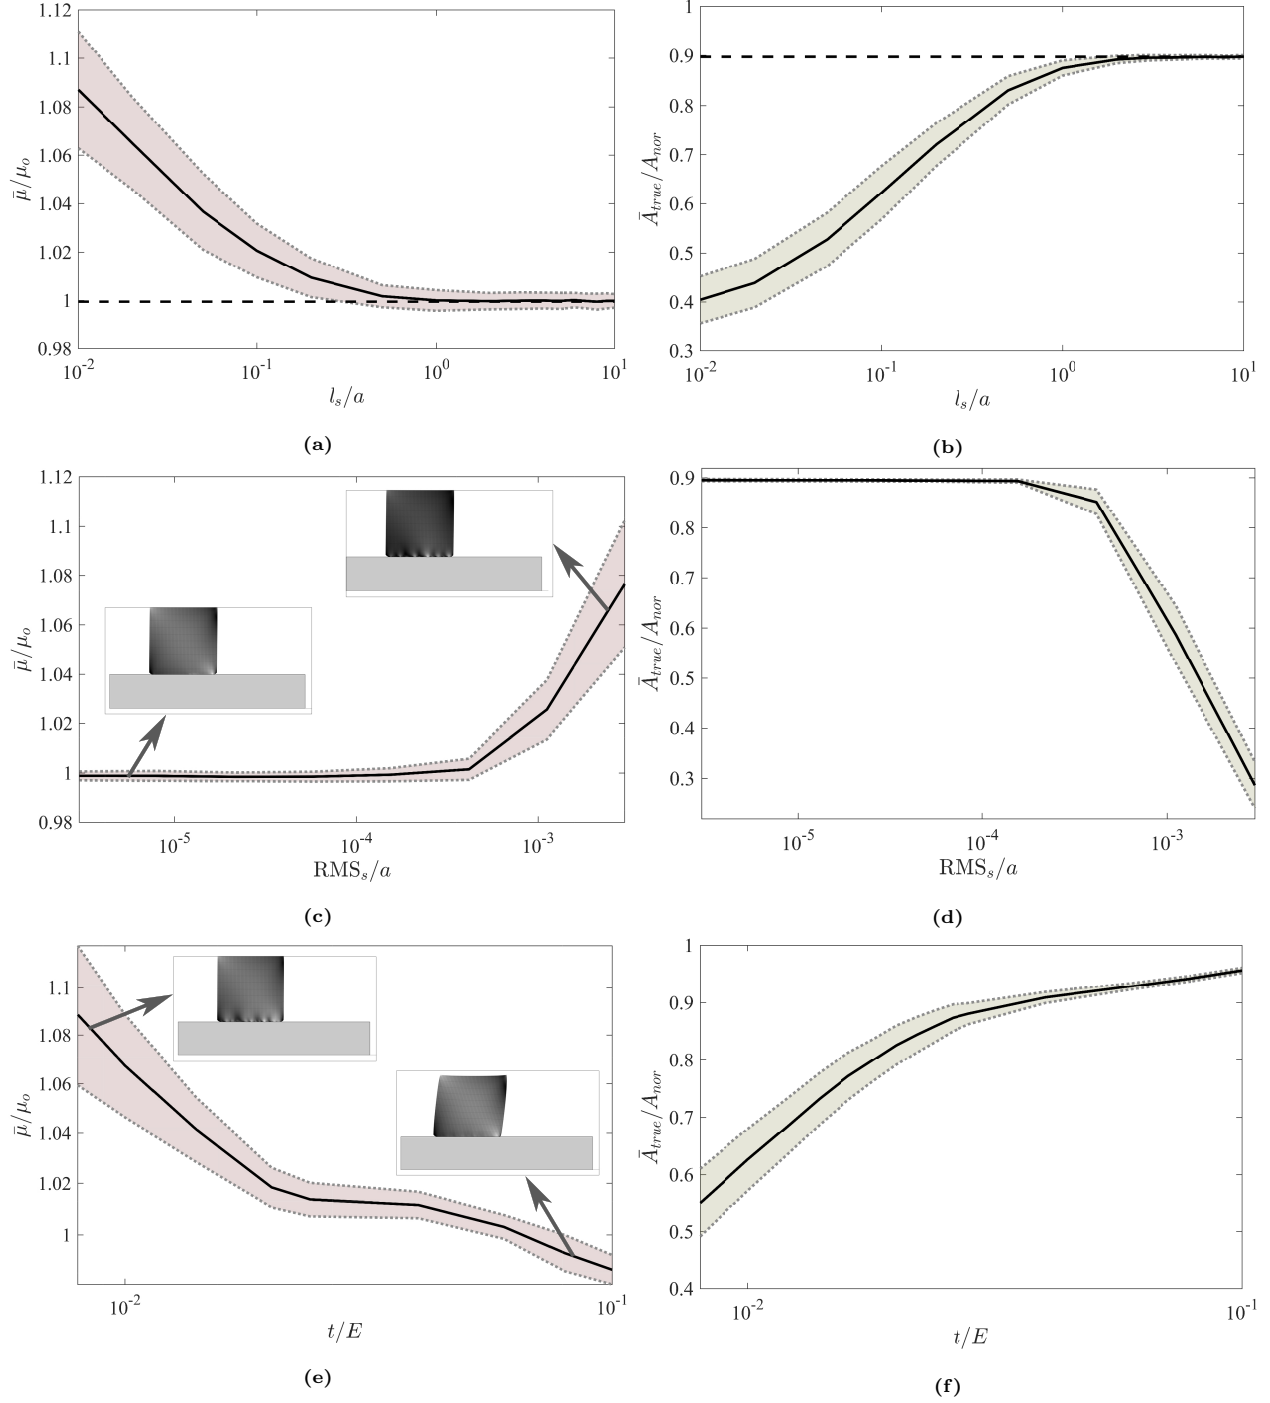 1.12
1.1
1.08
1.06
1.04
1.02
1
0.98
μ̄/μₒ
10⁻² 10⁻¹ 10⁰ 10¹
lₛ/a
(a)
1
0.9
0.8
0.7
0.6
0.5
0.4
0.3
Ā_true/A_nor
10⁻² 10⁻¹ 10⁰ 10¹
lₛ/a
(b)
1.12
1.1
1.08
1.06
1.04
1.02
1
0.98
μ̄/μₒ
10⁻⁵ 10⁻⁴ 10⁻³
RMSₛ/a
(c)
0.9
0.8
0.7
0.6
0.5
0.4
0.3
Ā_true/A_nor
10⁻⁵ 10⁻⁴ 10⁻³
RMSₛ/a
(d)
1.1
1.08
1.06
1.04
1.02
1
μ̄/μₒ
10⁻² 10⁻¹
t/E
(e)
1
0.9
0.8
0.7
0.6
0.5
0.4
Ā_true/A_nor
10⁻² 10⁻¹
t/E
(f)